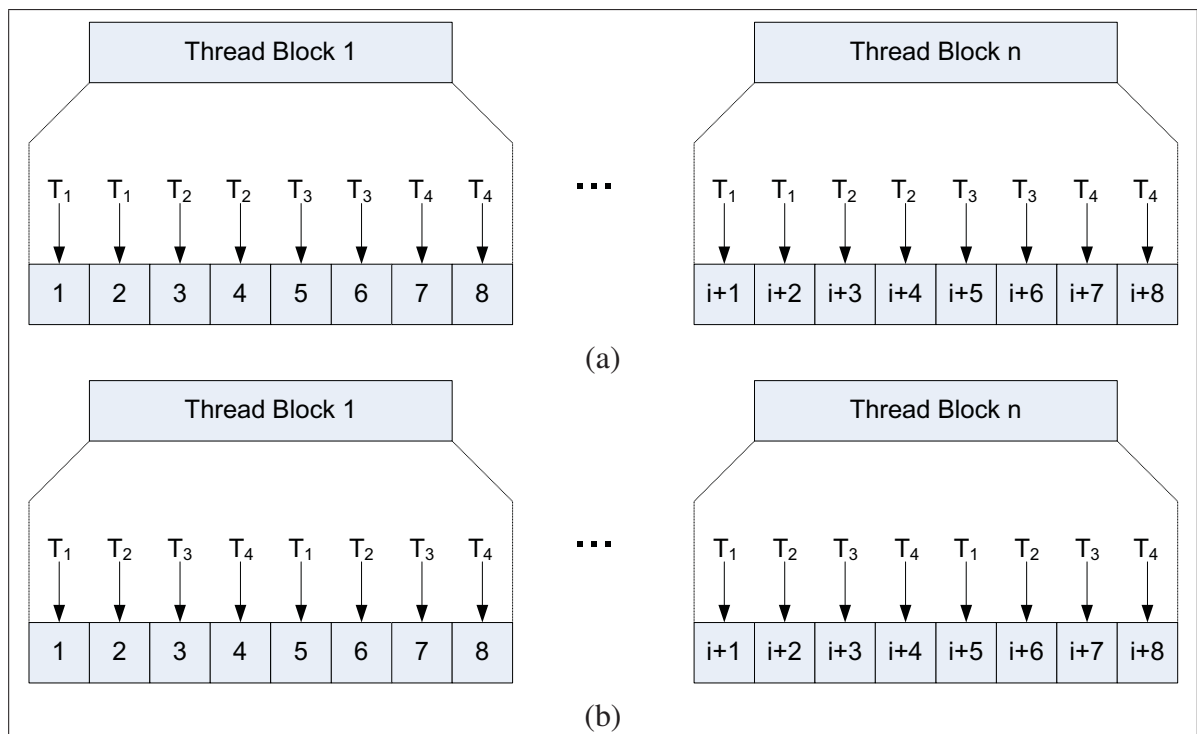 Thread Block 1 Thread Block n
...
T₁ T₁ T₂ T₂ T₃ T₃ T₄ T₄ T₁ T₁ T₂ T₂ T₃ T₃ T₄ T₄
1 2 3 4 5 6 7 8 i+1 i+2 i+3 i+4 i+5 i+6 i+7 i+8
(a)
Thread Block 1 Thread Block n
...
T₁ T₂ T₃ T₄ T₁ T₂ T₃ T₄ T₁ T₂ T₃ T₄ T₁ T₂ T₃ T₄
1 2 3 4 5 6 7 8 i+1 i+2 i+3 i+4 i+5 i+6 i+7 i+8
(b)